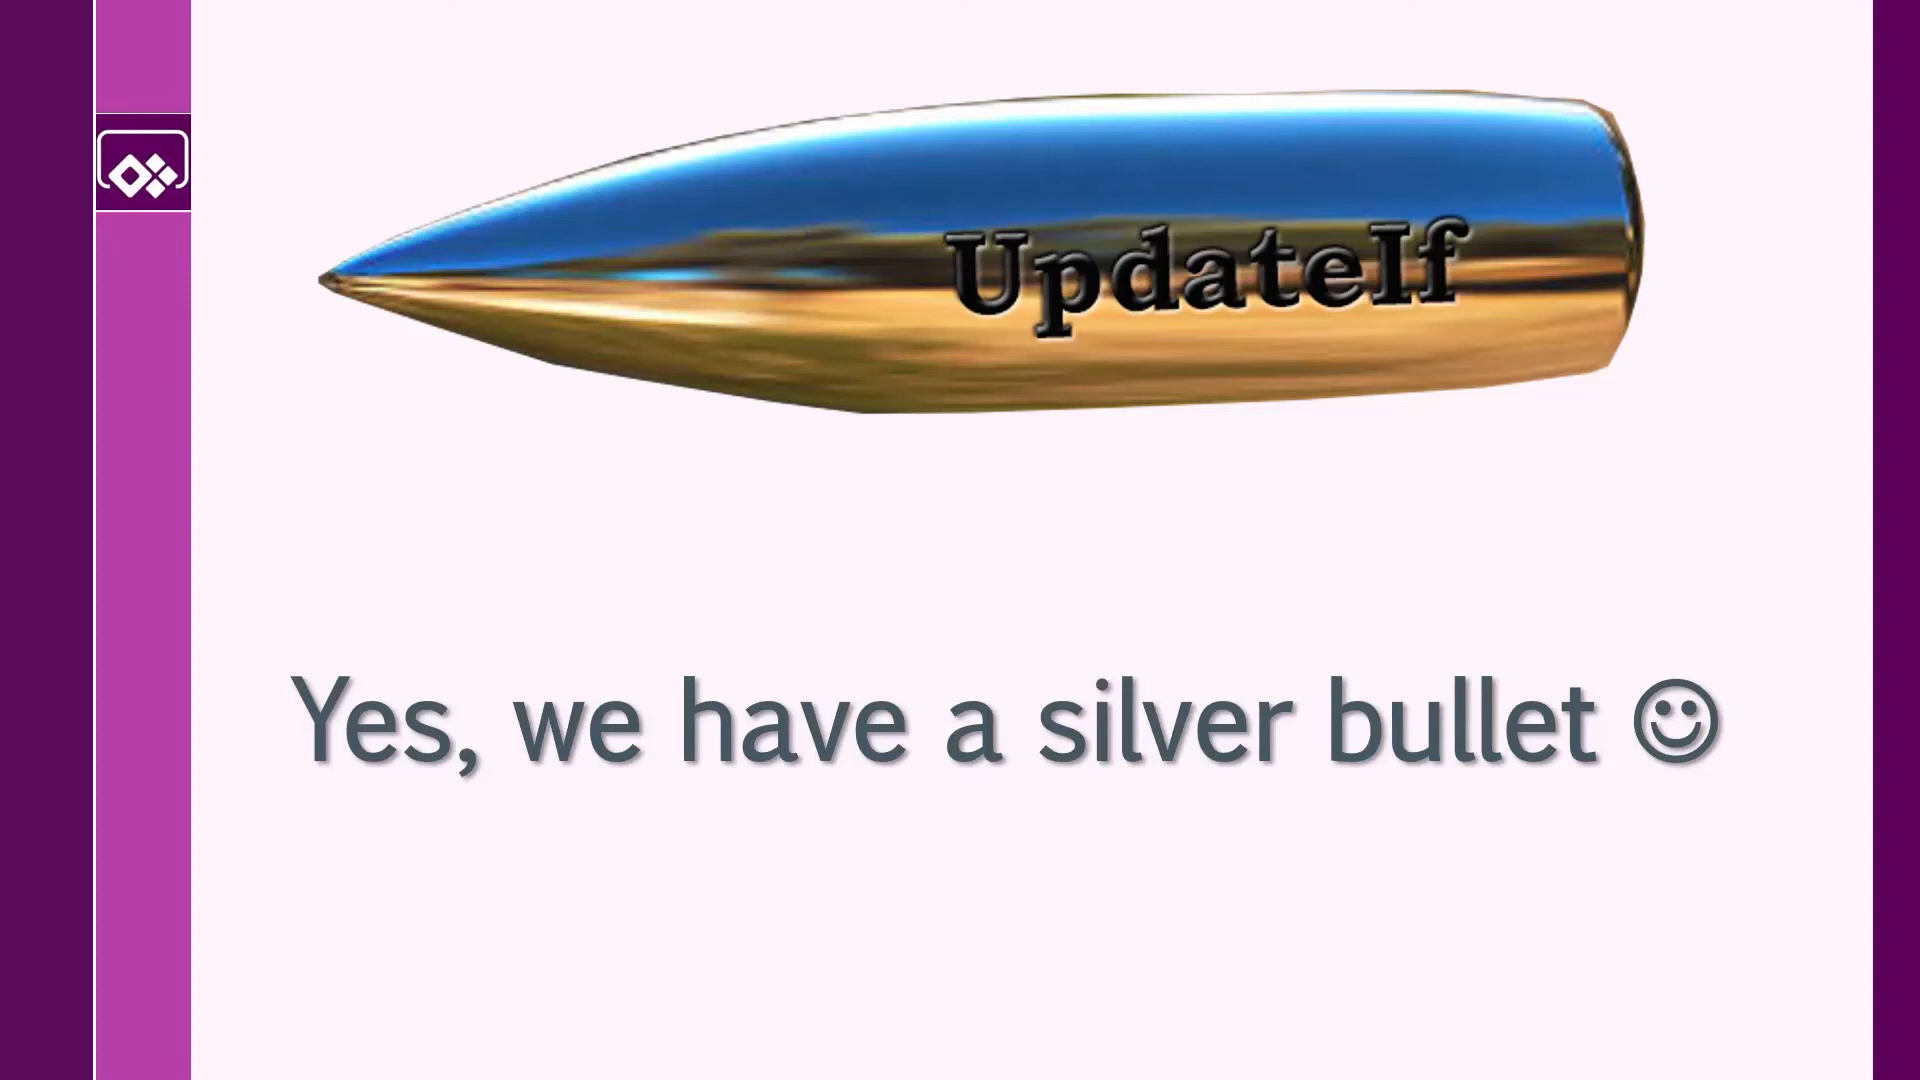 UpdateIf
Yes, we have a silver bullet ☺